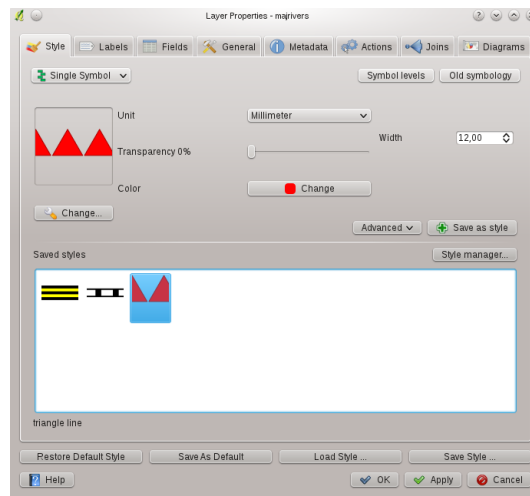 Layer Properties - majrivers
Style Labels Fields General Metadata Actions Joins Diagrams
Single Symbol Symbol levels Old symbology
Unit Millimeter
Width 12,00
Transparency 0%
Color Change
Change...
Advanced Save as style
Saved styles Style manager...
triangle line
Restore Default Style Save As Default Load Style ... Save Style ...
Help OK Apply Cancel